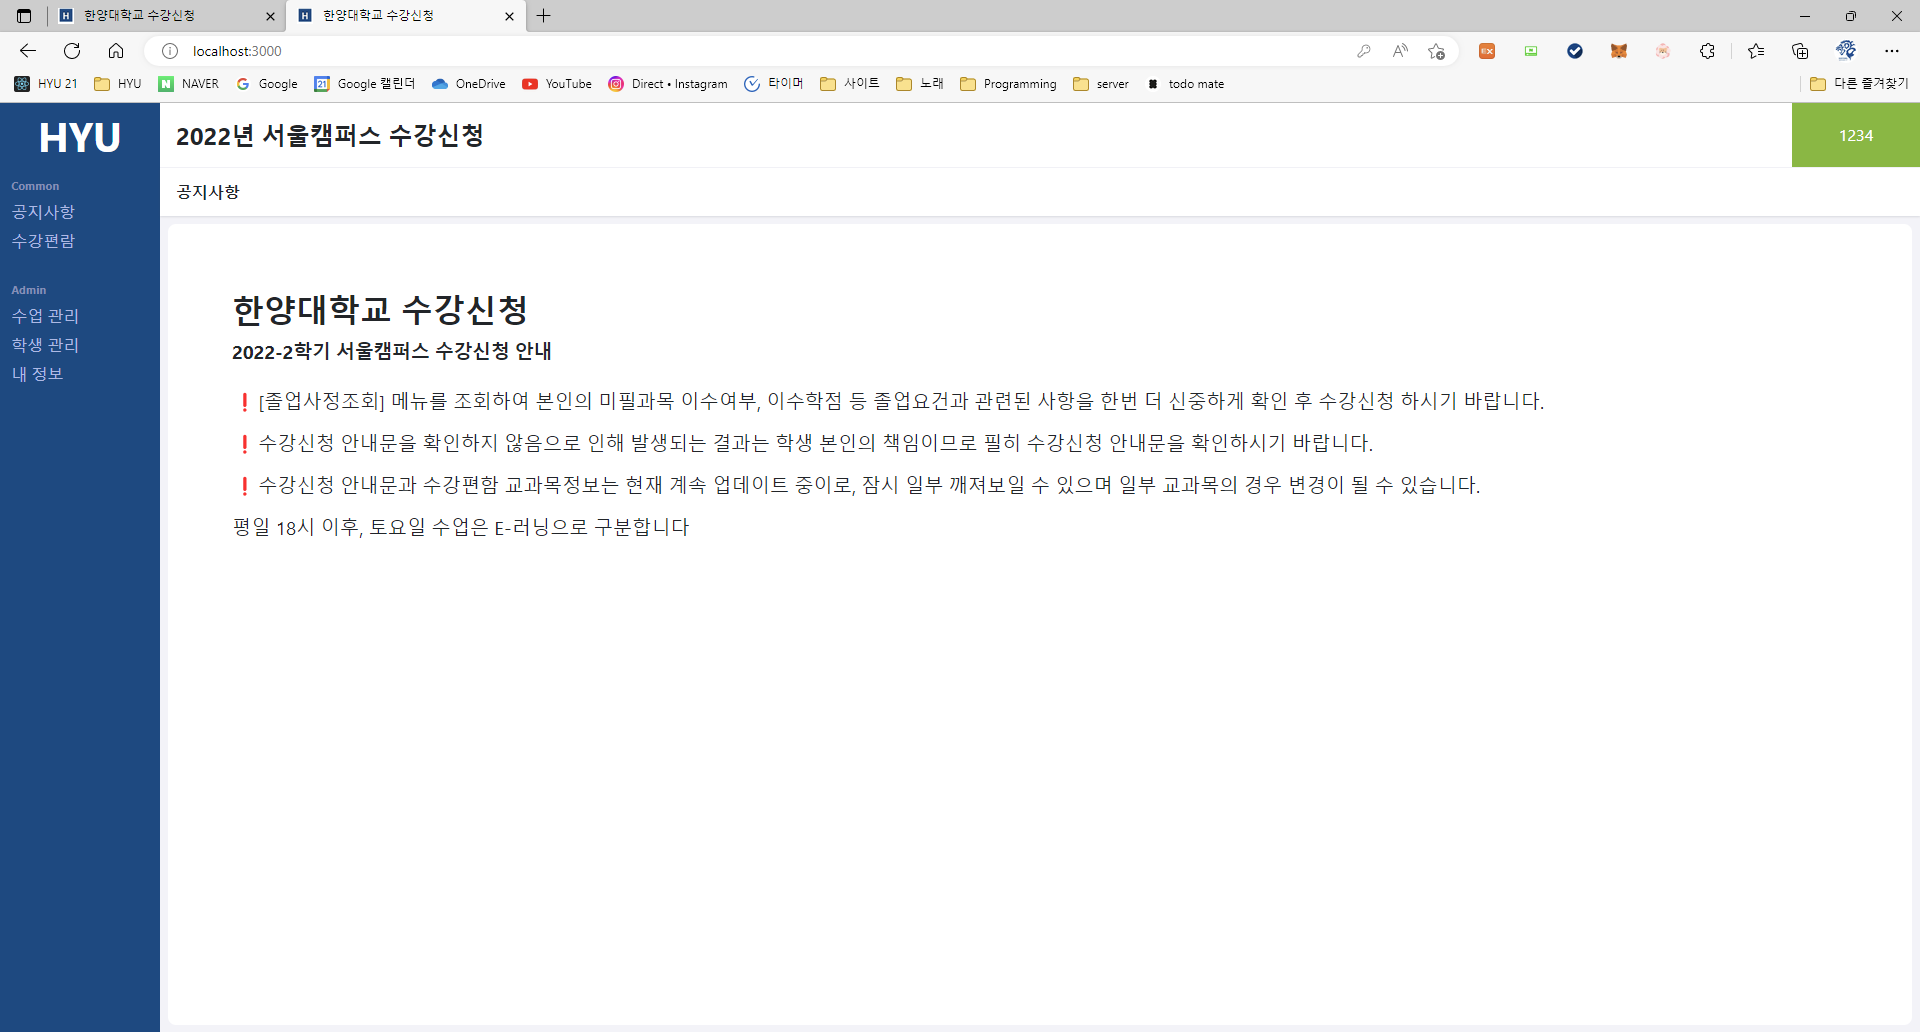 한양대학교 수강신청
한양대학교 수강신청
localhost:3000
HYU 21
HYU
NAVER
Google
Google 캘린더
OneDrive
YouTube
Direct • Instagram
타이머
사이트
노래
Programming
server
todo mate
다른 즐겨찾기
HYU
2022년 서울캠퍼스 수강신청
1234
Common
공지사항
수강편람
Admin
수업 관리
학생 관리
내 정보
공지사항
한양대학교 수강신청
2022-2학기 서울캠퍼스 수강신청 안내
❗ [졸업사정조회] 메뉴를 조회하여 본인의 미필과목 이수여부, 이수학점 등 졸업요건과 관련된 사항을 한번 더 신중하게 확인 후 수강신청 하시기 바랍니다.
❗ 수강신청 안내문을 확인하지 않음으로 인해 발생되는 결과는 학생 본인의 책임이므로 필히 수강신청 안내문을 확인하시기 바랍니다.
❗ 수강신청 안내문과 수강편함 교과목정보는 현재 계속 업데이트 중이로, 잠시 일부 깨져보일 수 있으며 일부 교과목의 경우 변경이 될 수 있습니다.
평일 18시 이후, 토요일 수업은 E-러닝으로 구분합니다